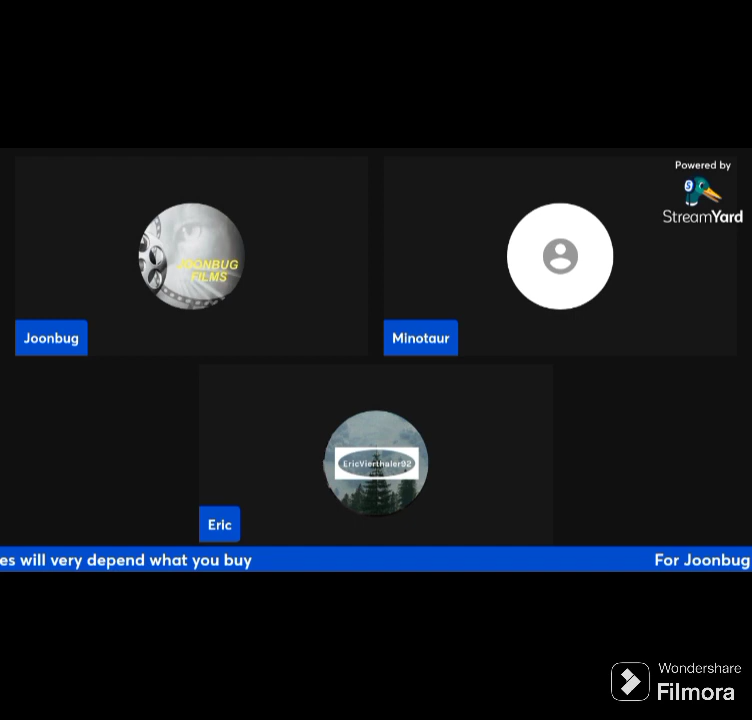 Powered by
StreamYard
JOONBUG
FILMS
Joonbug
Minotaur
EricVierthaler92
Eric
es will very depend what you buy
For Joonbug
Wondershare
Filmora